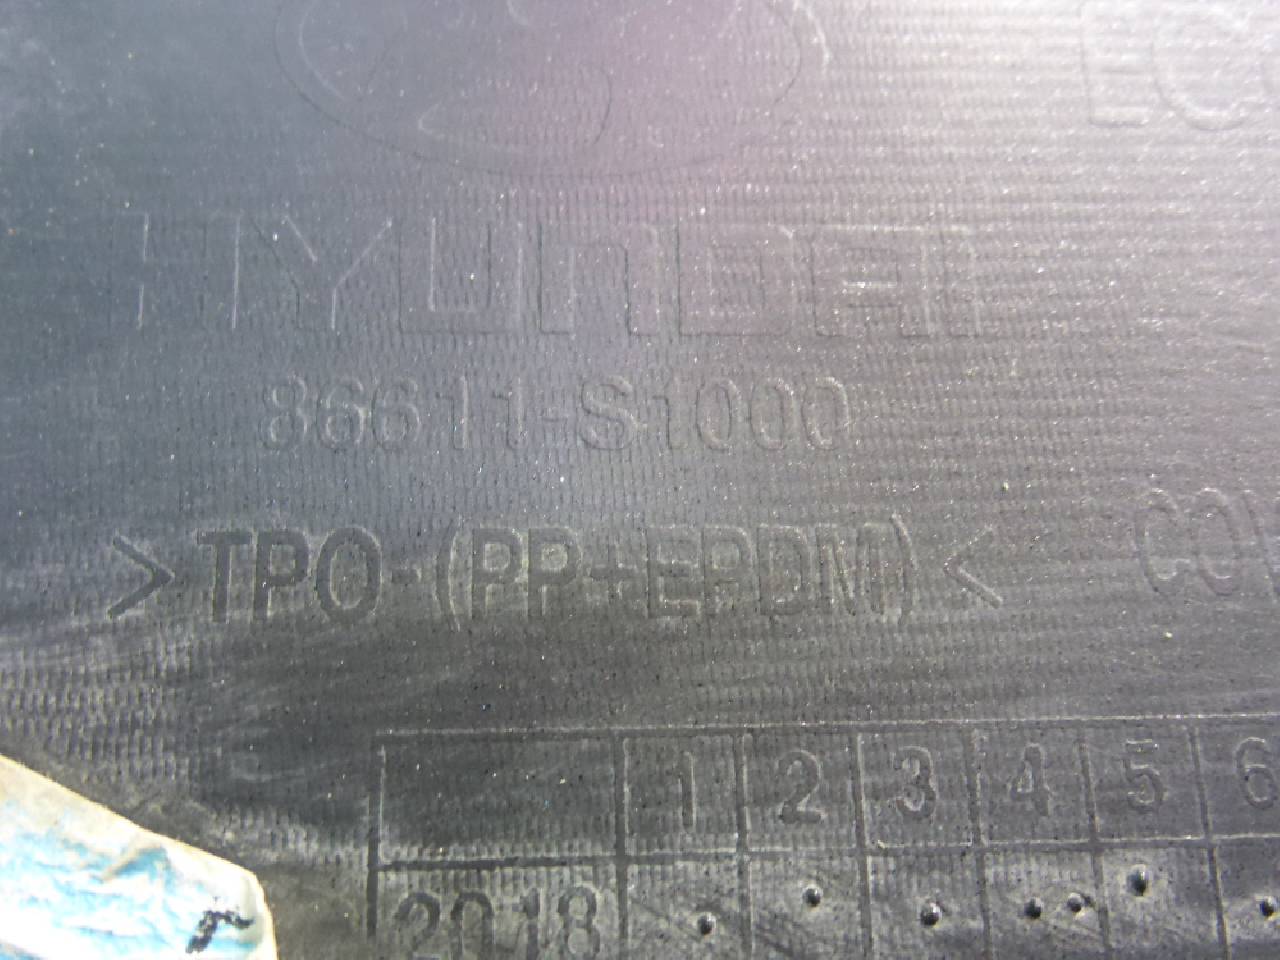 HYUNDAI
86611-S1000
>TPO-(PP+EPDM)<
1 2 3 4 5 6
2018